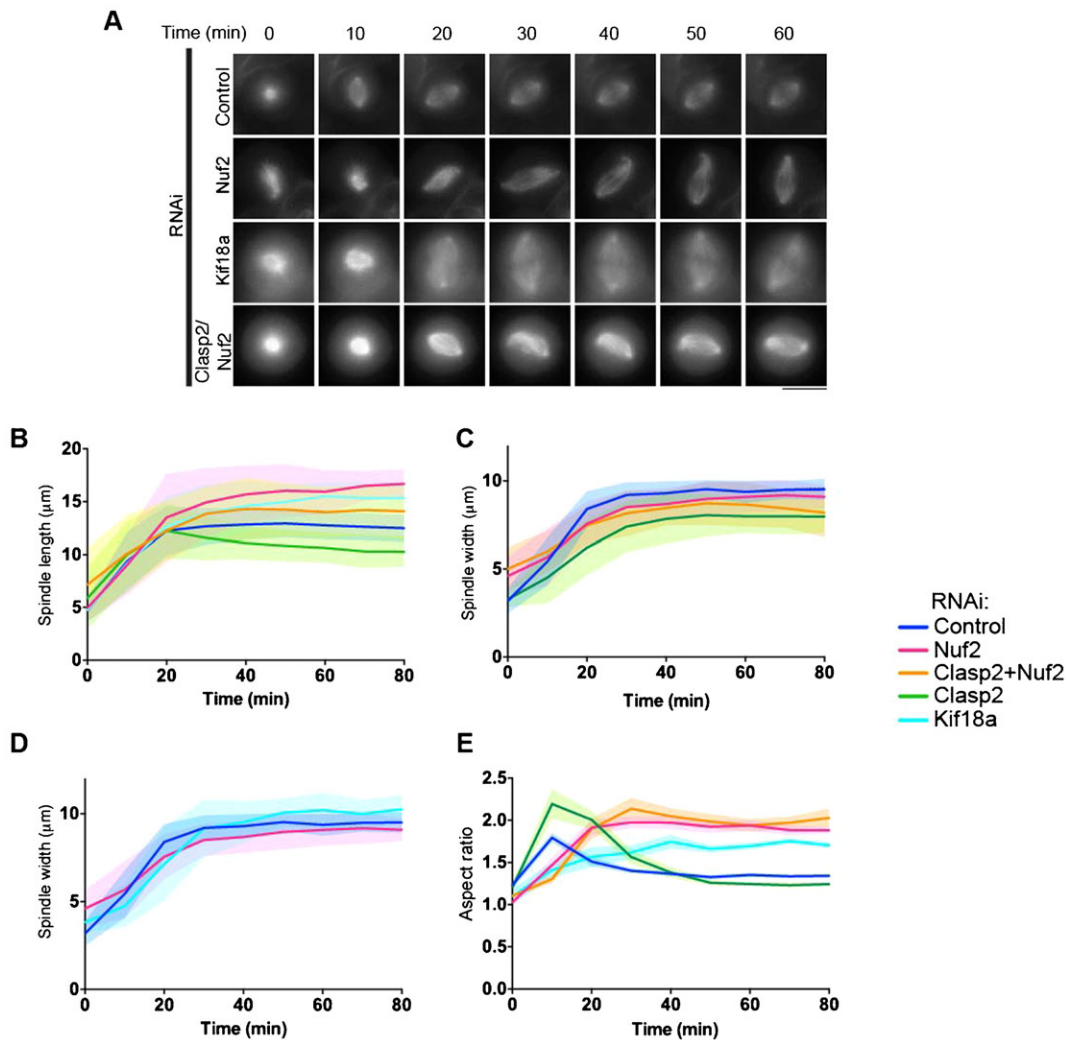 A
Time (min) 0 10 20 30 40 50 60
RNAi
Control
Nuf2
Kif18a
Clasp2/
Nuf2
B
Spindle length (μm)
20
15
10
5
0
0 20 40 60 80
Time (min)
C
Spindle width (μm)
10
5
0
0 20 40 60 80
Time (min)
RNAi:
Control
Nuf2
Clasp2+Nuf2
Clasp2
Kif18a
D
Spindle width (μm)
10
5
0
0 20 40 60 80
Time (min)
E
Aspect ratio
2.5
2.0
1.5
1.0
0.5
0.0
0 20 40 60 80
Time (min)